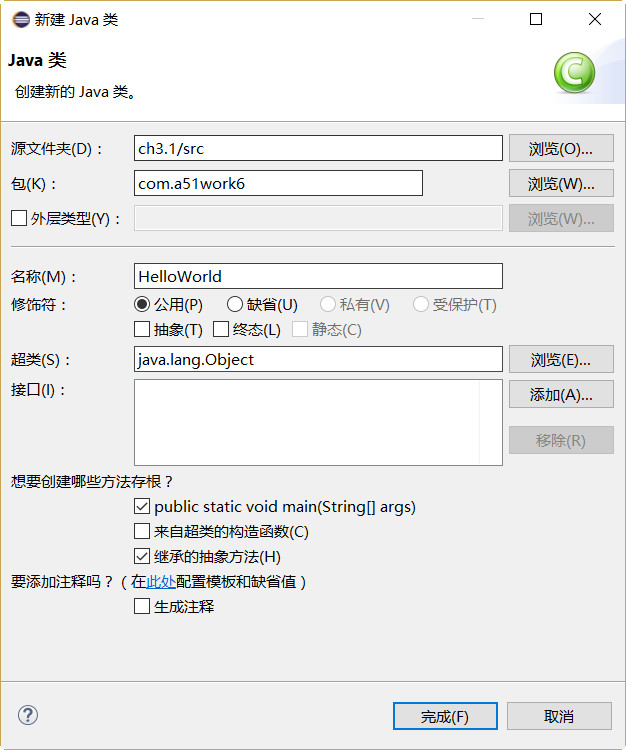 新建 Java 类
Java 类
创建新的 Java 类。
源文件夹(D)： ch3.1/src 浏览(O)...
包(K)： com.a51work6 浏览(W)...
外层类型(Y)： 浏览(W)...
名称(M)： HelloWorld
修饰符： 公用(P) 缺省(U) 私有(V) 受保护(T)
抽象(T) 终态(L) 静态(C)
超类(S)： java.lang.Object 浏览(E)...
接口(I)： 添加(A)...
移除(R)
想要创建哪些方法存根？
public static void main(String[] args)
来自超类的构造函数(C)
继承的抽象方法(H)
要添加注释吗？（在此处配置模板和缺省值）
生成注释
? 完成(F) 取消